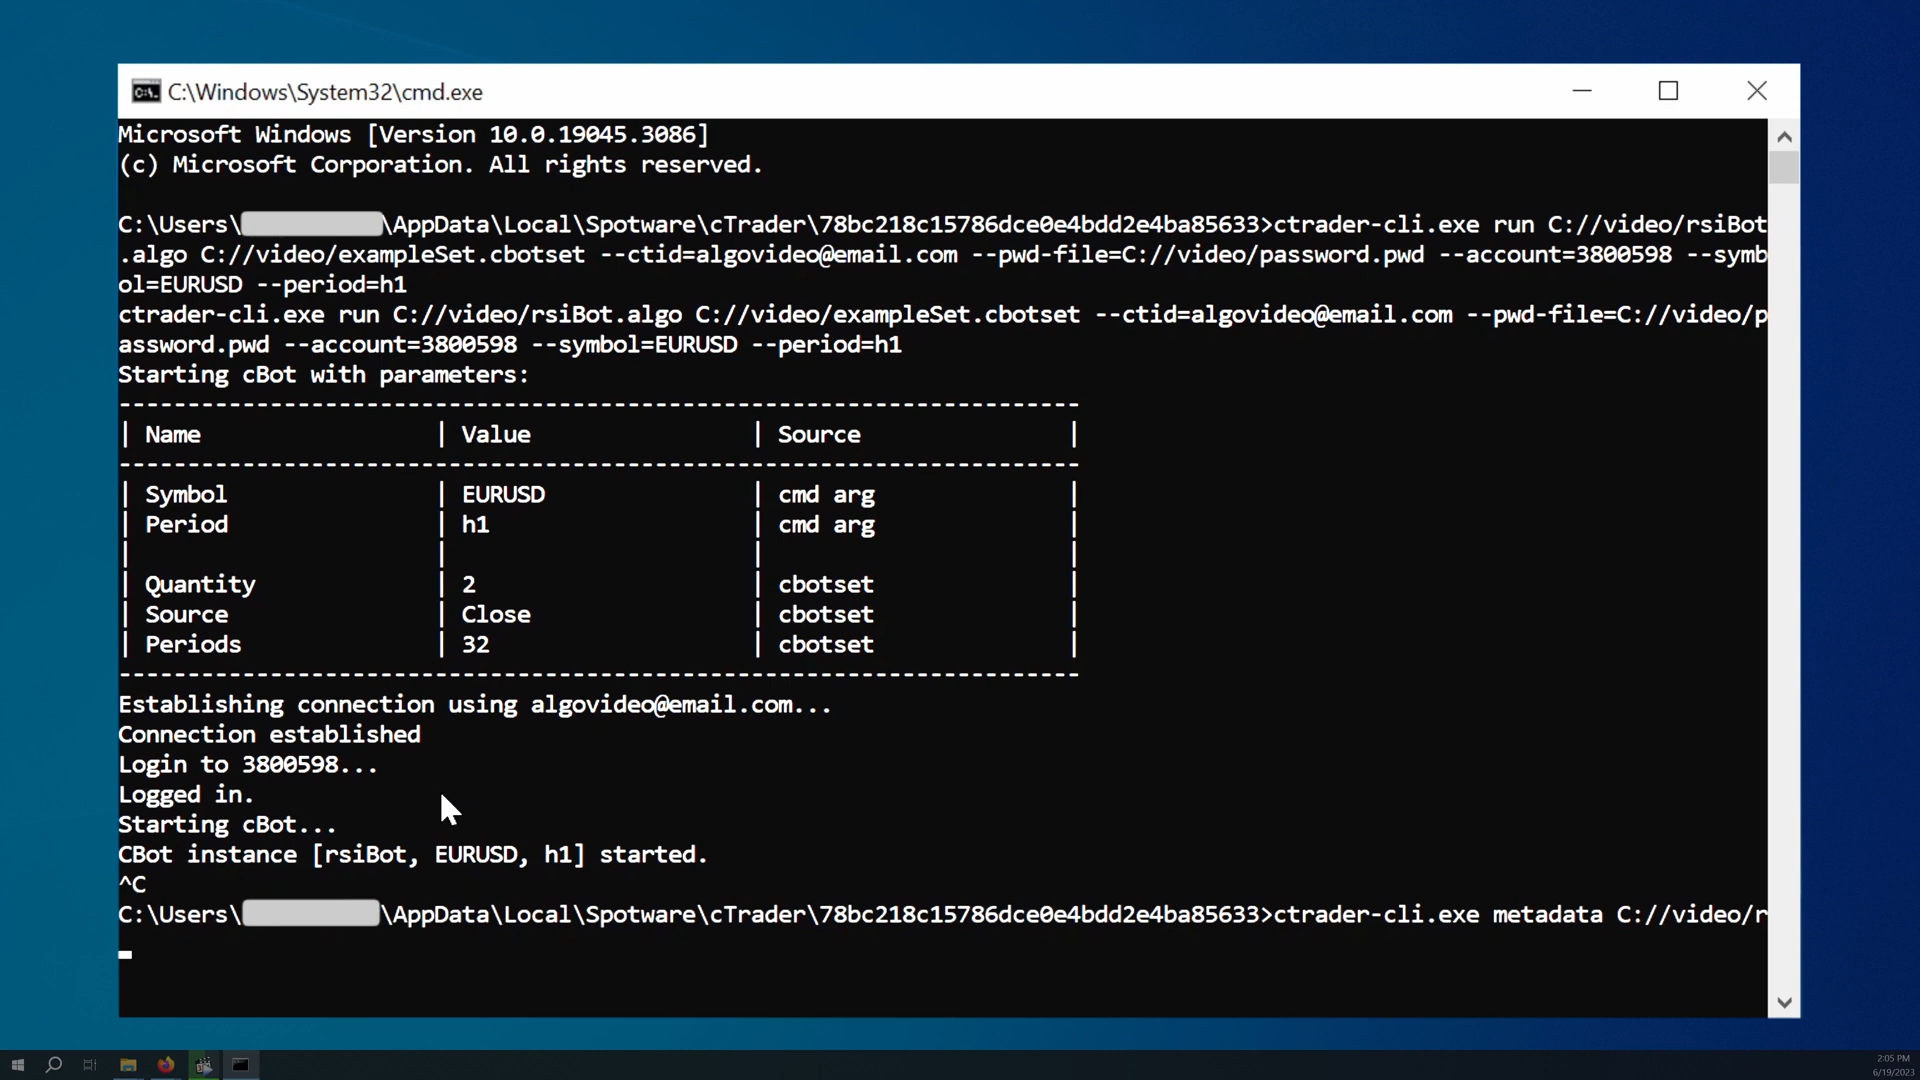 C:\Windows\System32\cmd.exe
Microsoft Windows [Version 10.0.19045.3086]
(c) Microsoft Corporation. All rights reserved.
C:\Users\ \AppData\Local\Spotware\cTrader\78bc218c15786dce0e4bdd2e4ba85633>ctrader-cli.exe run C://video/rsiBot
.algo C://video/exampleSet.cbotset --ctid=algovideo@email.com --pwd-file=C://video/password.pwd --account=3800598 --symb
ol=EURUSD --period=h1
ctrader-cli.exe run C://video/rsiBot.algo C://video/exampleSet.cbotset --ctid=algovideo@email.com --pwd-file=C://video/p
assword.pwd --account=3800598 --symbol=EURUSD --period=h1
Starting cBot with parameters:
----------------------------------------------------------------------
| Name | Value | Source |
----------------------------------------------------------------------
| Symbol | EURUSD | cmd arg |
| Period | h1 | cmd arg |
| | | |
| Quantity | 2 | cbotset |
| Source | Close | cbotset |
| Periods | 32 | cbotset |
----------------------------------------------------------------------
Establishing connection using algovideo@email.com...
Connection established
Login to 3800598...
Logged in.
Starting cBot...
CBot instance [rsiBot, EURUSD, h1] started.
^C
C:\Users\ \AppData\Local\Spotware\cTrader\78bc218c15786dce0e4bdd2e4ba85633>ctrader-cli.exe metadata C://video/r
2:05 PM
6/19/2023